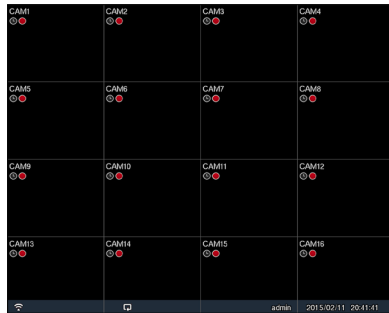 CAM1 CAM2 CAM3 CAM4
CAM5 CAM6 CAM7 CAM8
CAM9 CAM10 CAM11 CAM12
CAM13 CAM14 CAM15 CAM16
admin 2015/02/11 20:41:41